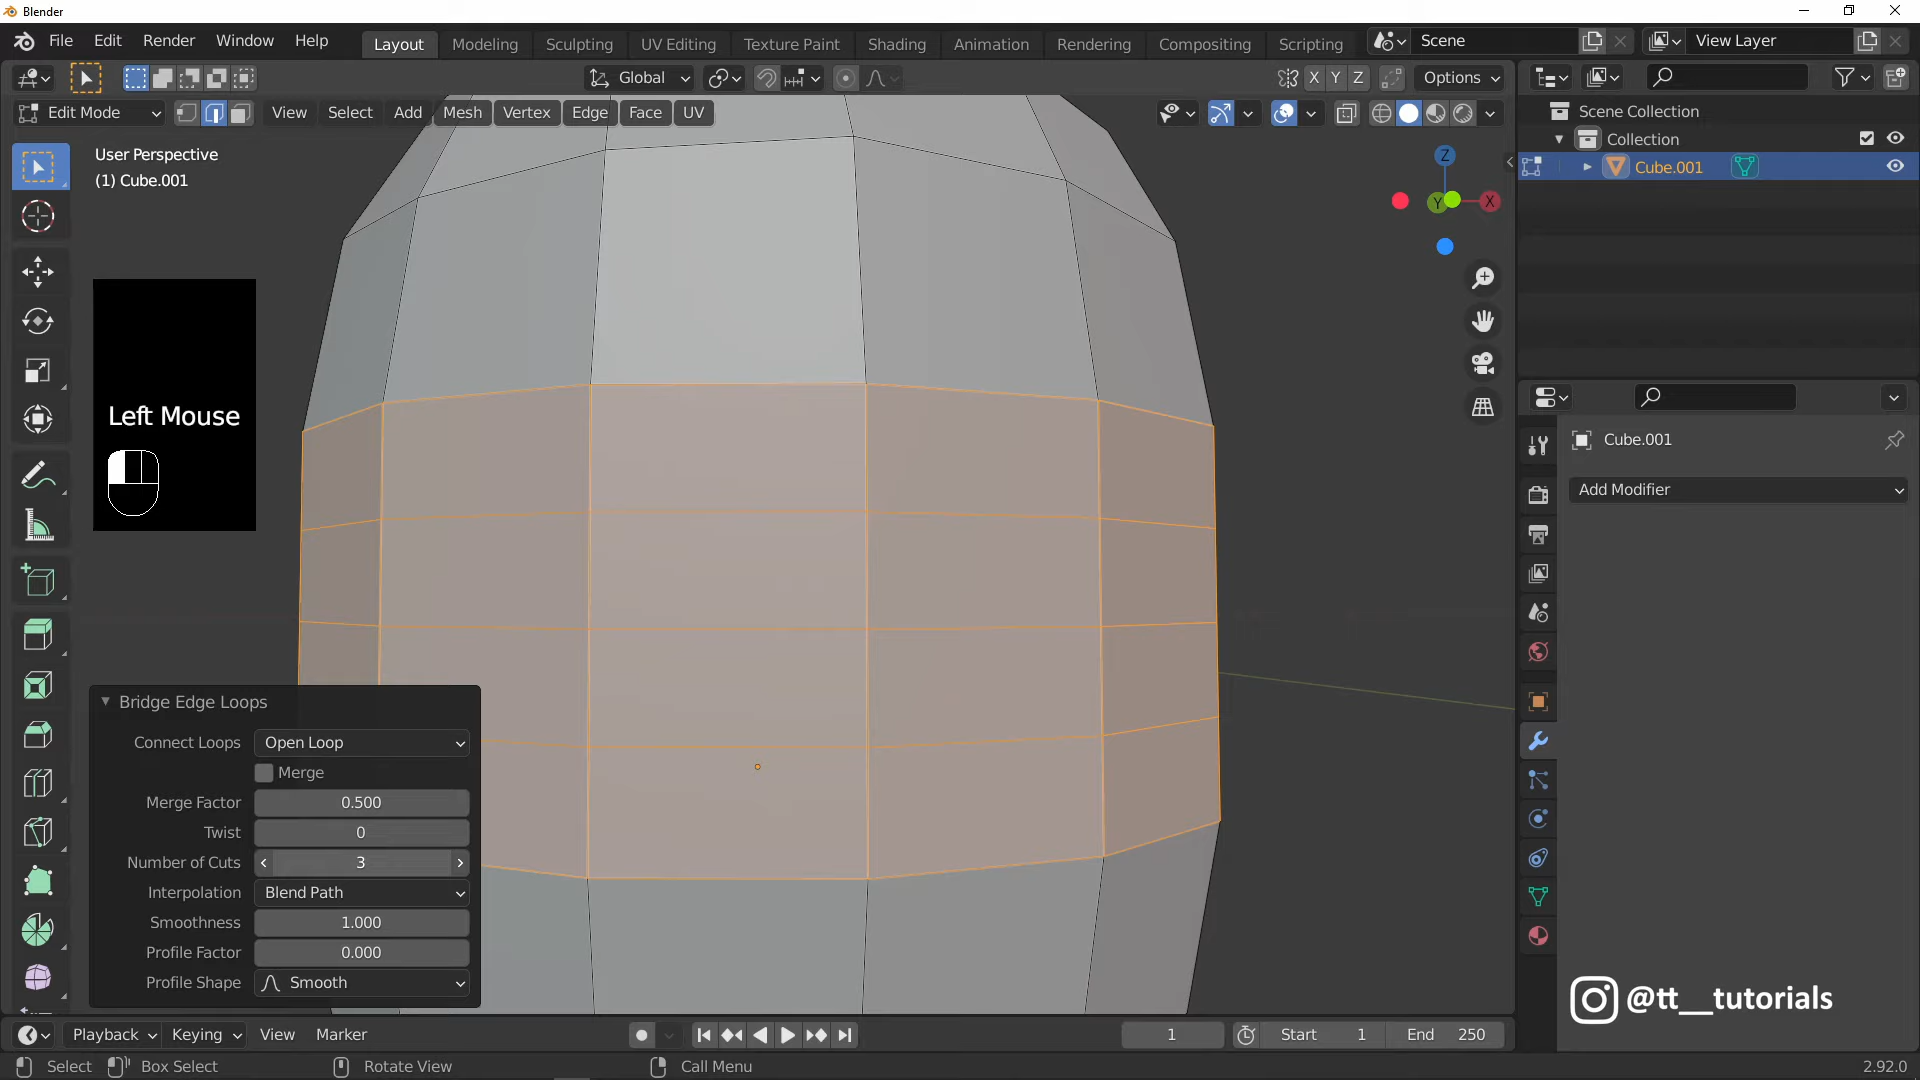 Blender
File Edit Render Window Help Layout Modeling Sculpting UV Editing Texture Paint Shading Animation Rendering Compositing Scripting Scene View Layer
Global X Y Z Options
Edit Mode View Select Add Mesh Vertex Edge Face UV
Scene Collection
Collection
Cube.001
User Perspective
(1) Cube.001
Z
Y X
Left Mouse
Cube.001
Add Modifier
Bridge Edge Loops
Connect Loops Open Loop
Merge
Merge Factor 0.500
Twist 0
Number of Cuts 3
Interpolation Blend Path
Smoothness 1.000
Profile Factor 0.000
Profile Shape Smooth
@tt__tutorials
Playback Keying View Marker 1 Start 1 End 250
Select Box Select Rotate View Call Menu 2.92.0